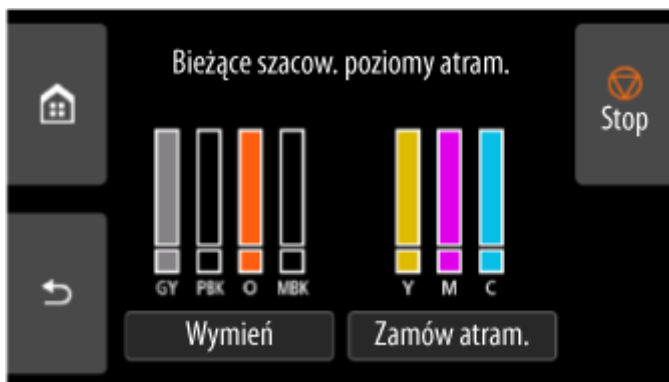 Bieżące szacow. poziomy atram.
Stop
GY PBK O MBK Y M C
Wymień Zamów atram.